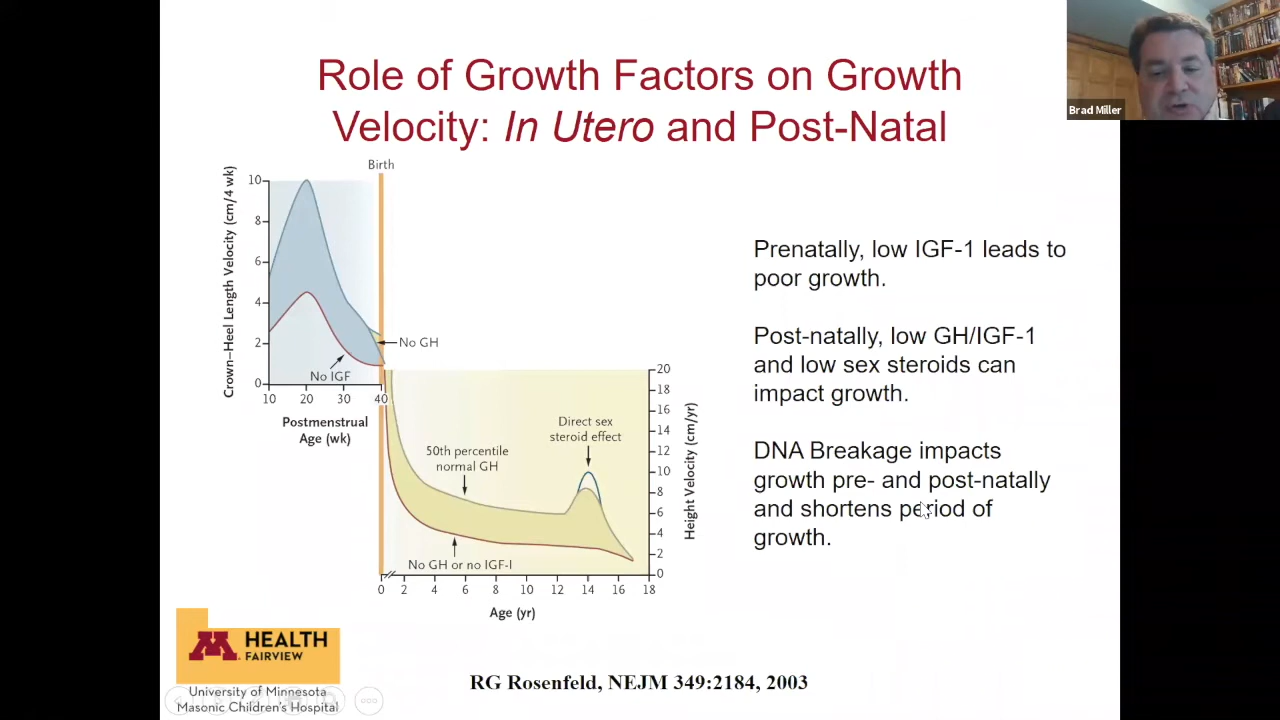 Brad Miller
Role of Growth Factors on Growth
Velocity: In Utero and Post-Natal
Birth
Crown–Heel Length Velocity (cm/4 wk)
10
8
6
4
2
0
No GH
No IGF
10 20 30 40
Postmenstrual
Age (wk)
20
18
16
14
12
10
8
6
4
2
0
Height Velocity (cm/yr)
Direct sex
steroid effect
50th percentile
normal GH
No GH or no IGF-I
0 2 4 6 8 10 12 14 16 18
Age (yr)
Prenatally, low IGF-1 leads to
poor growth.
Post-natally, low GH/IGF-1
and low sex steroids can
impact growth.
DNA Breakage impacts
growth pre- and post-natally
and shortens period of
growth.
M HEALTH
FAIRVIEW
University of Minnesota
Masonic Children's Hospital
RG Rosenfeld, NEJM 349:2184, 2003